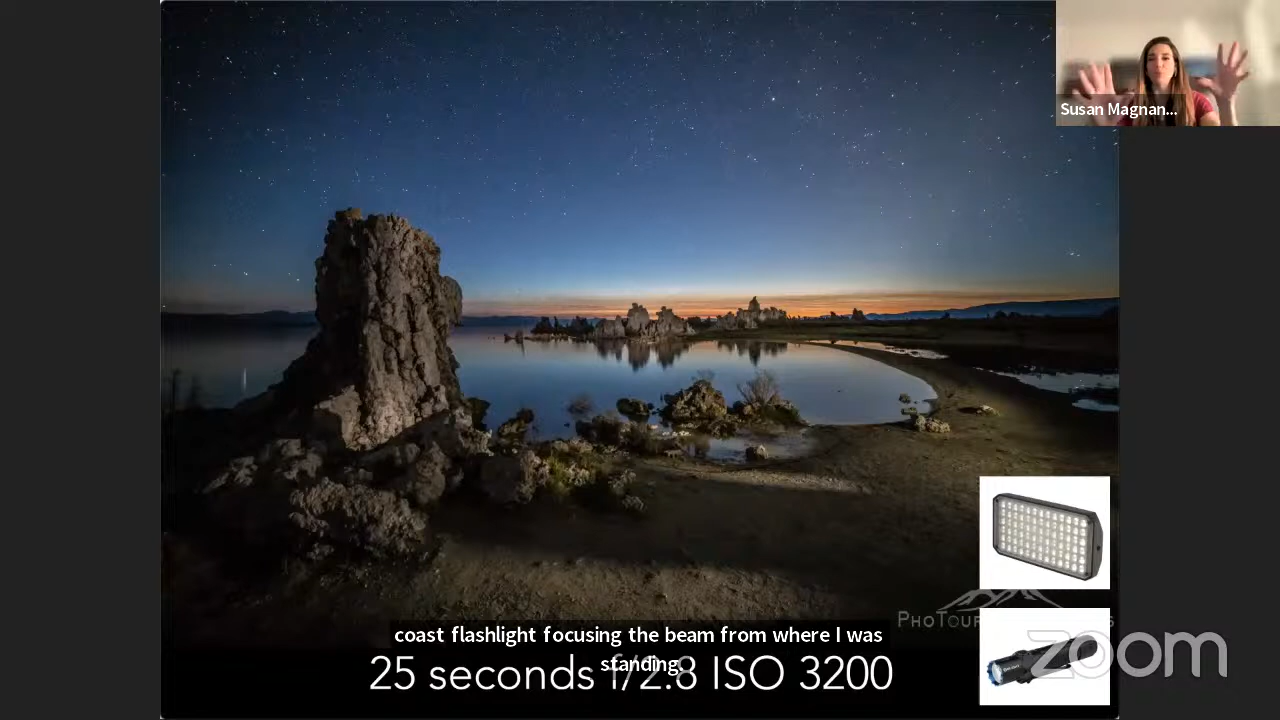 Susan Magnan...
coast flashlight focusing the beam from where I was
standing.
25 seconds f/2.8 ISO 3200
zoom